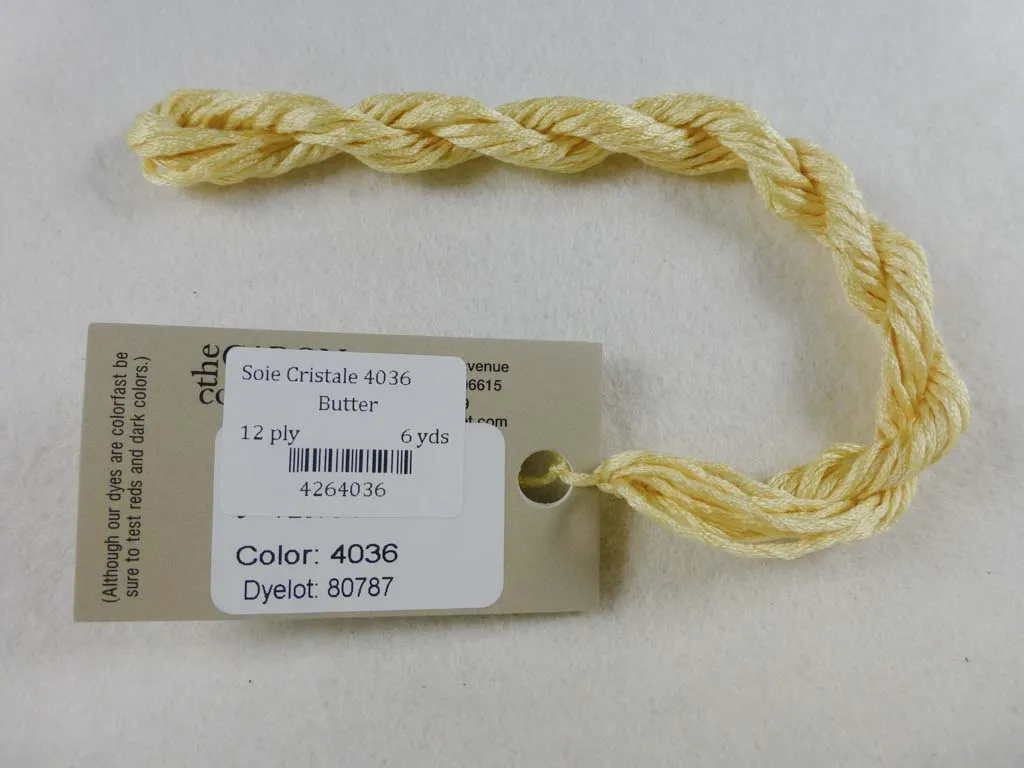 (Although our dyes are colorfast be
sure to test reds and dark colors.)
the
Soie Cristale 4036
Butter
12 ply 6 yds
4264036
Color: 4036
Dyelot: 80787